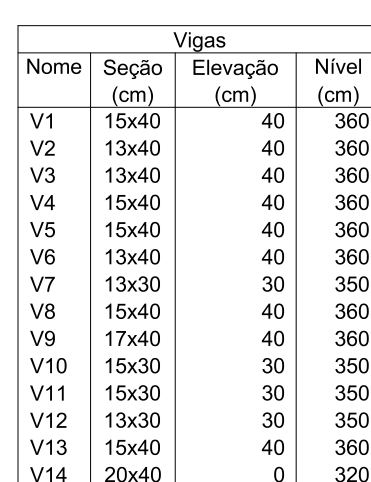 Vigas
Nome Seção Elevação Nível
(cm) (cm) (cm)
V1 15x40 40 360
V2 13x40 40 360
V3 13x40 40 360
V4 15x40 40 360
V5 15x40 40 360
V6 13x40 40 360
V7 13x30 30 350
V8 15x40 40 360
V9 17x40 40 360
V10 15x30 30 350
V11 15x30 30 350
V12 13x30 30 350
V13 15x40 40 360
V14 20x40 0 320